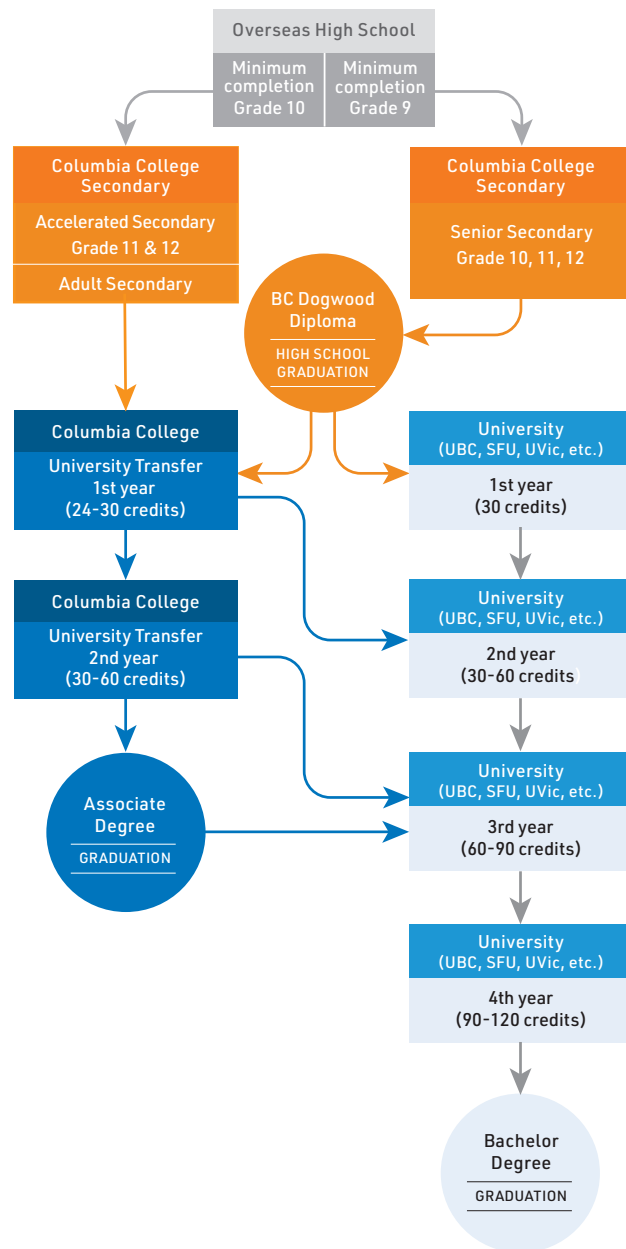 Overseas High School
Minimum
completion
Grade 10
Minimum
completion
Grade 9
Columbia College
Secondary
Accelerated Secondary
Grade 11 & 12
Adult Secondary
Columbia College
Secondary
Senior Secondary
Grade 10, 11, 12
BC Dogwood
Diploma
HIGH SCHOOL
GRADUATION
Columbia College
University Transfer
1st year
(24-30 credits)
University
(UBC, SFU, UVic, etc.)
1st year
(30 credits)
Columbia College
University Transfer
2nd year
(30-60 credits)
University
(UBC, SFU, UVic, etc.)
2nd year
(30-60 credits)
Associate
Degree
GRADUATION
University
(UBC, SFU, UVic, etc.)
3rd year
(60-90 credits)
University
(UBC, SFU, UVic, etc.)
4th year
(90-120 credits)
Bachelor
Degree
GRADUATION